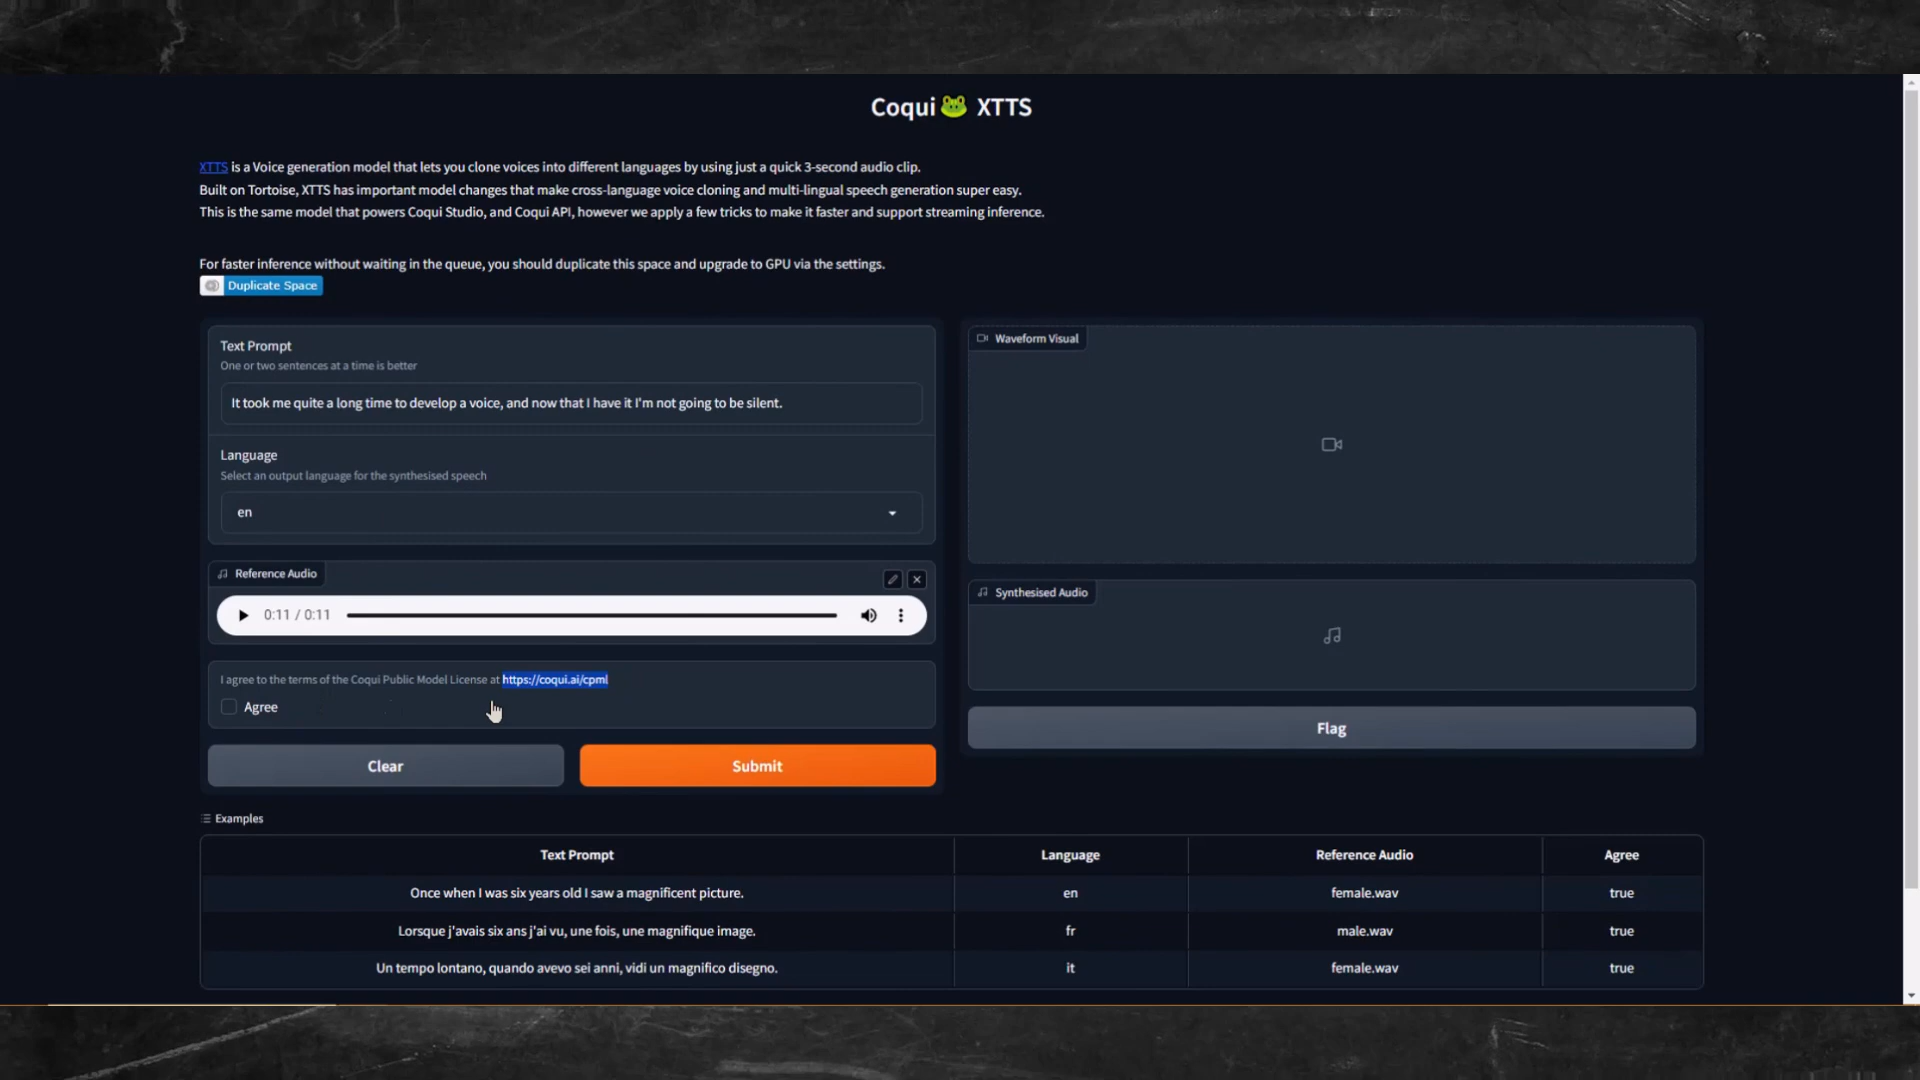 Coqui🐸 XTTS
XTTS is a Voice generation model that lets you clone voices into different languages by using just a quick 3-second audio clip.
Built on Tortoise, XTTS has important model changes that make cross-language voice cloning and multi-lingual speech generation super easy.
This is the same model that powers Coqui Studio, and Coqui API, however we apply a few tricks to make it faster and support streaming inference.
For faster inference without waiting in the queue, you should duplicate this space and upgrade to GPU via the settings.
Duplicate Space
Text Prompt
One or two sentences at a time is better
It took me quite a long time to develop a voice, and now that I have it I'm not going to be silent.
Language
Select an output language for the synthesised speech
en
Reference Audio
0:11 / 0:11
I agree to the terms of the Coqui Public Model License at https://coqui.ai/cpml
Agree
Clear
Submit
Waveform Visual
Synthesised Audio
Flag
Examples
Text Prompt Language Reference Audio Agree
Once when I was six years old I saw a magnificent picture. en female.wav true
Lorsque j'avais six ans j'ai vu, une fois, une magnifique image. fr male.wav true
Un tempo lontano, quando avevo sei anni, vidi un magnifico disegno. it female.wav true